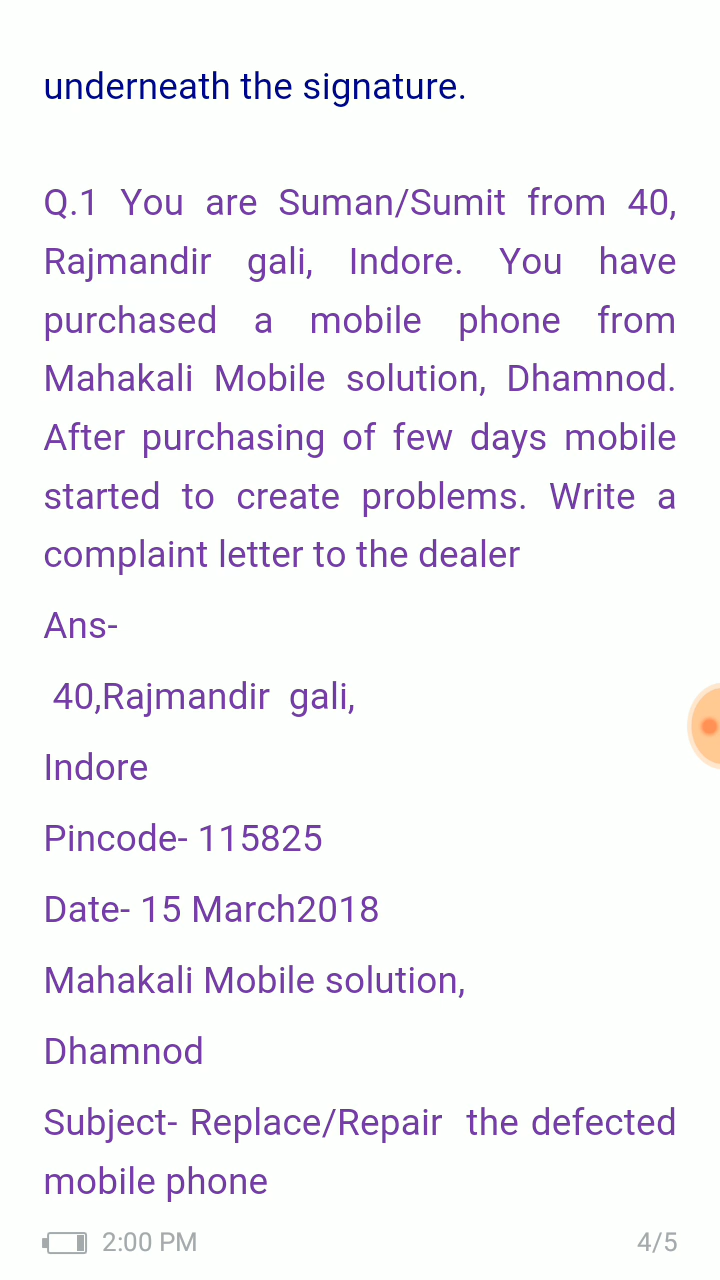 underneath the signature.
Q.1 You are Suman/Sumit from 40,
Rajmandir gali, Indore. You have
purchased a mobile phone from
Mahakali Mobile solution, Dhamnod.
After purchasing of few days mobile
started to create problems. Write a
complaint letter to the dealer
Ans-
40,Rajmandir gali,
Indore
Pincode- 115825
Date- 15 March2018
Mahakali Mobile solution,
Dhamnod
Subject- Replace/Repair the defected
mobile phone
2:00 PM 4/5